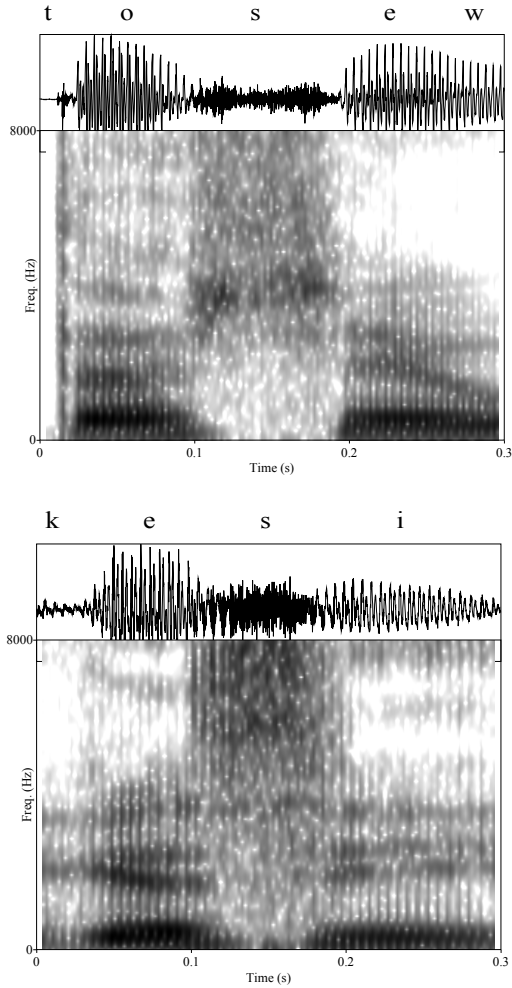 t o s e w
8000
Freq. (Hz)
0
0 0.1 0.2 0.3
Time (s)
k e s i
8000
Freq. (Hz)
0
0 0.1 0.2 0.3
Time (s)